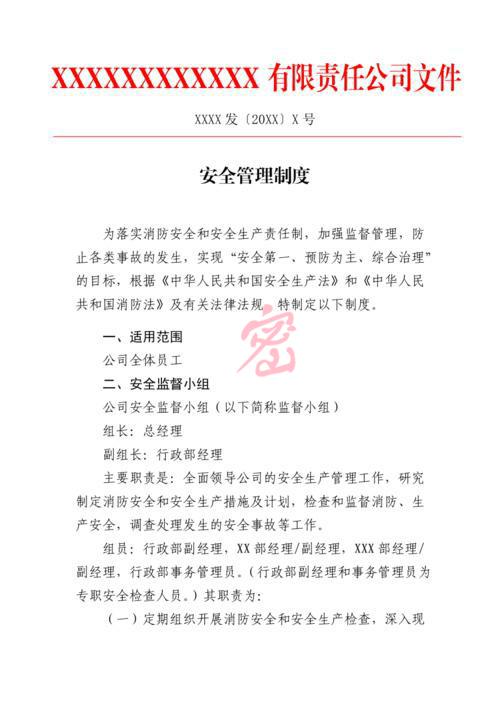 XXXXXXXXXXXX 有限责任公司文件
XXXX 发〔20XX〕X 号
安全管理制度
为落实消防安全和安全生产责任制，加强监督管理，防
止各类事故的发生，实现“安全第一、预防为主、综合治理”
的目标，根据《中华人民共和国安全生产法》和《中华人民
共和国消防法》及有关法律法规 特制定以下制度。
密
一、适用范围
公司全体员工
二、安全监督小组
公司安全监督小组（以下简称监督小组）
组长：总经理
副组长：行政部经理
主要职责是：全面领导公司的安全生产管理工作，研究
制定消防安全和安全生产措施及计划，检查和监督消防、生
产安全，调查处理发生的安全事故等工作。
组员：行政部副经理，XX 部经理/副经理，XXX 部经理/
副经理，行政部事务管理员。（行政部副经理和事务管理员为
专职安全检查人员。）其职责为：
（一）定期组织开展消防安全和安全生产检查，深入现